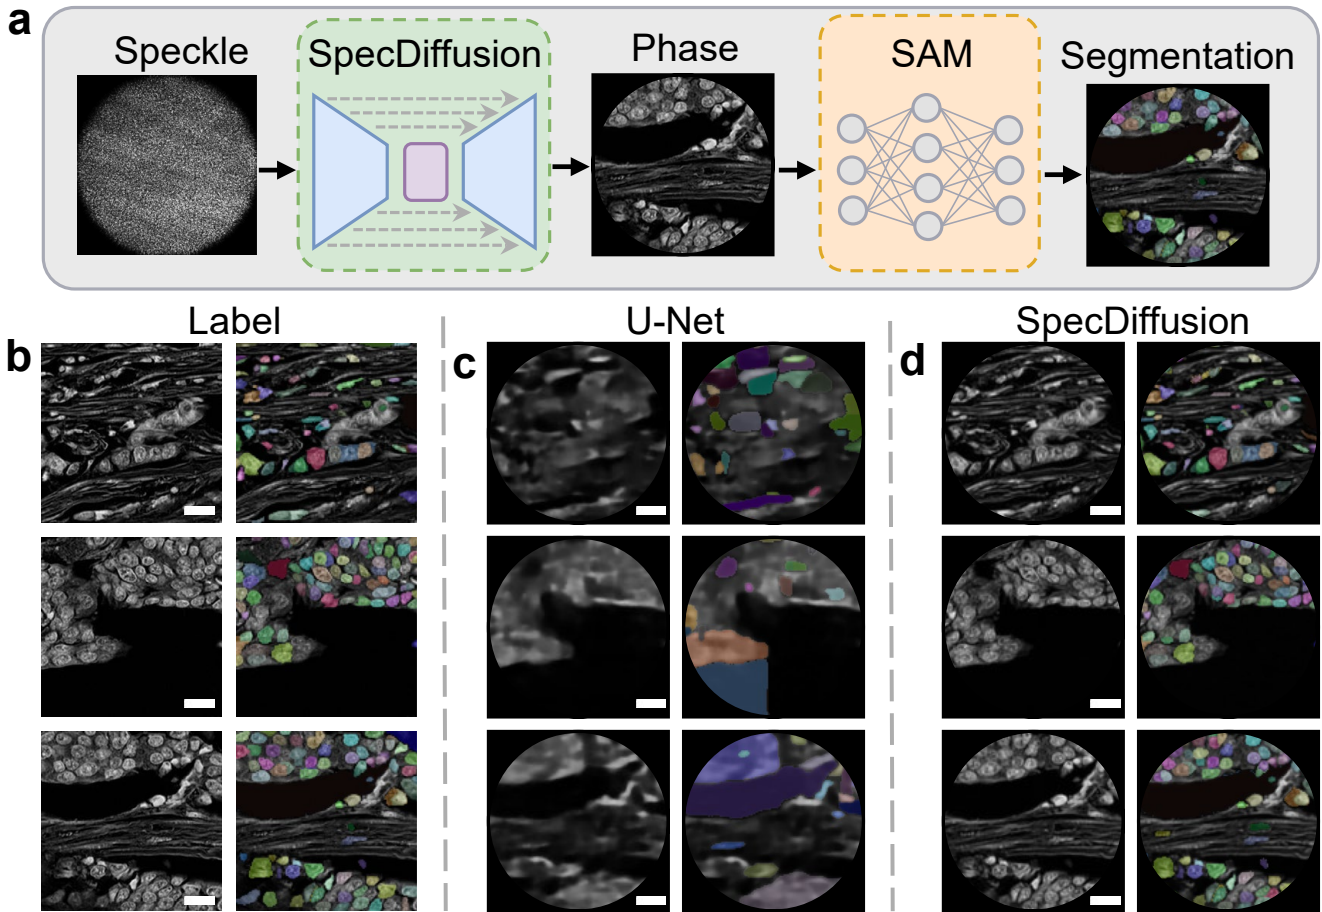 a
Speckle
SpecDiffusion
Phase
SAM
Segmentation
Label
U-Net
SpecDiffusion
b
c
d